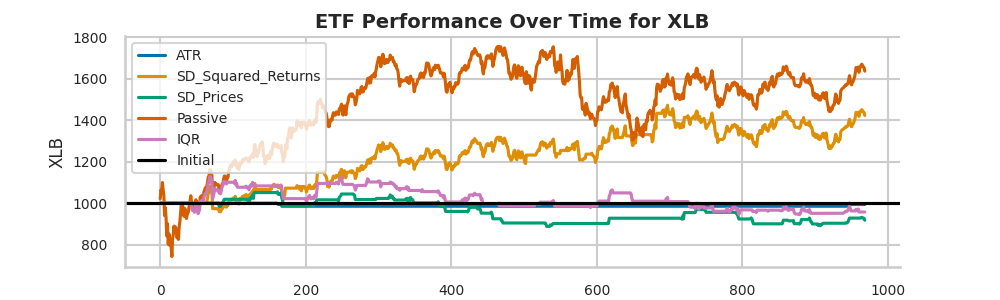 ETF Performance Over Time for XLB
XLB
1800
1600
1400
1200
1000
800
ATR
SD_Squared_Returns
SD_Prices
Passive
IQR
Initial
0
200
400
600
800
1000